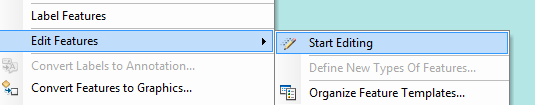 Label Features
Edit Features
Start Editing
Convert Labels to Annotation...
Define New Types Of Features...
Convert Features to Graphics...
Organize Feature Templates...